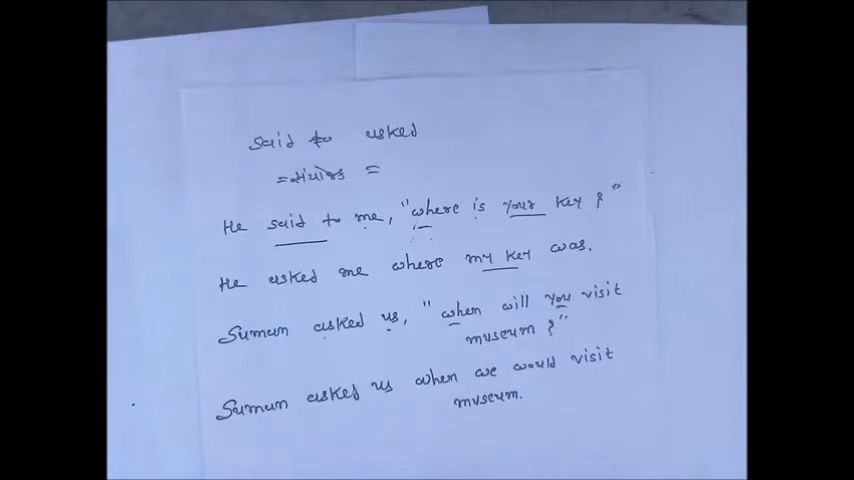 said to asked
= સંયોજક =
He said to me, "where is your key ?"
He asked me where my key was.
Suman asked us, "when will you visit
museum ?"
Suman asked us when we would visit
museum.